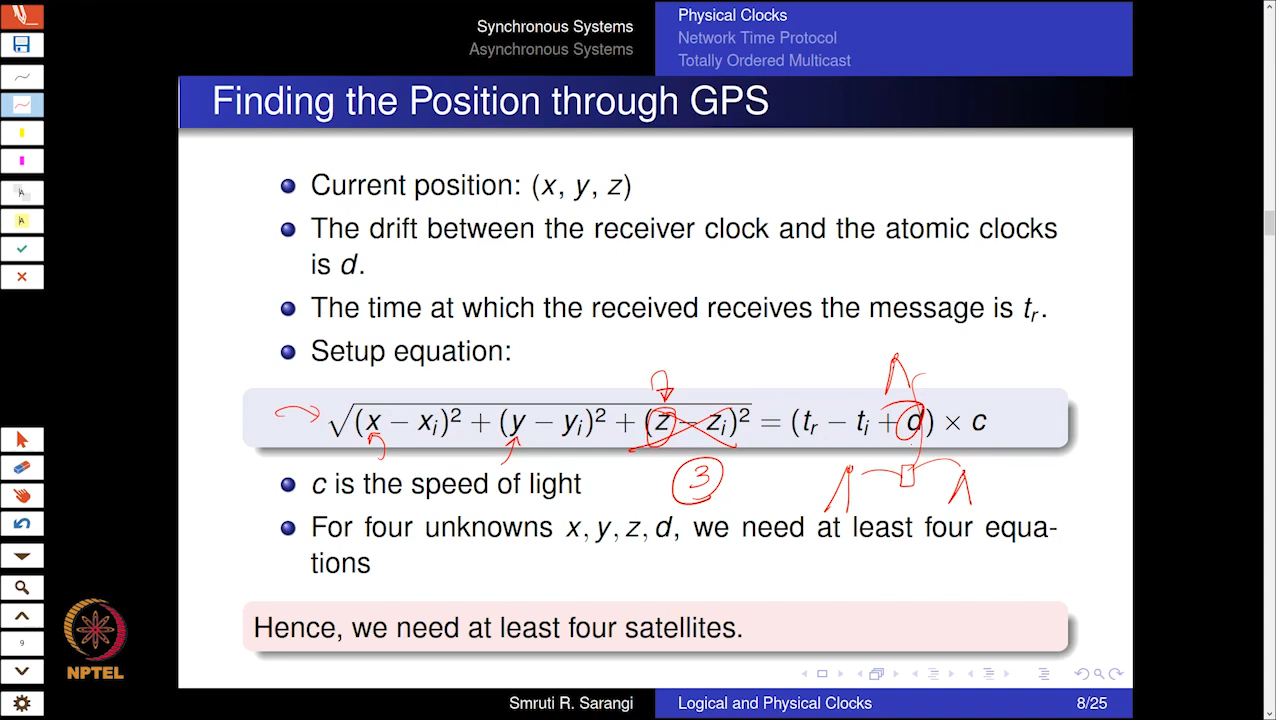 Synchronous Systems
Asynchronous Systems
Physical Clocks
Network Time Protocol
Totally Ordered Multicast
Finding the Position through GPS
Current position: (x, y, z)
The drift between the receiver clock and the atomic clocks
is d.
The time at which the received receives the message is tᵣ.
Setup equation:
√(x − xᵢ)² + (y − yᵢ)² + (z − zᵢ)² = (tᵣ − tᵢ + d) × c
3
c is the speed of light
For four unknowns x, y, z, d, we need at least four equa-
tions
Hence, we need at least four satellites.
9
NPTEL
Smruti R. Sarangi
Logical and Physical Clocks
8/25